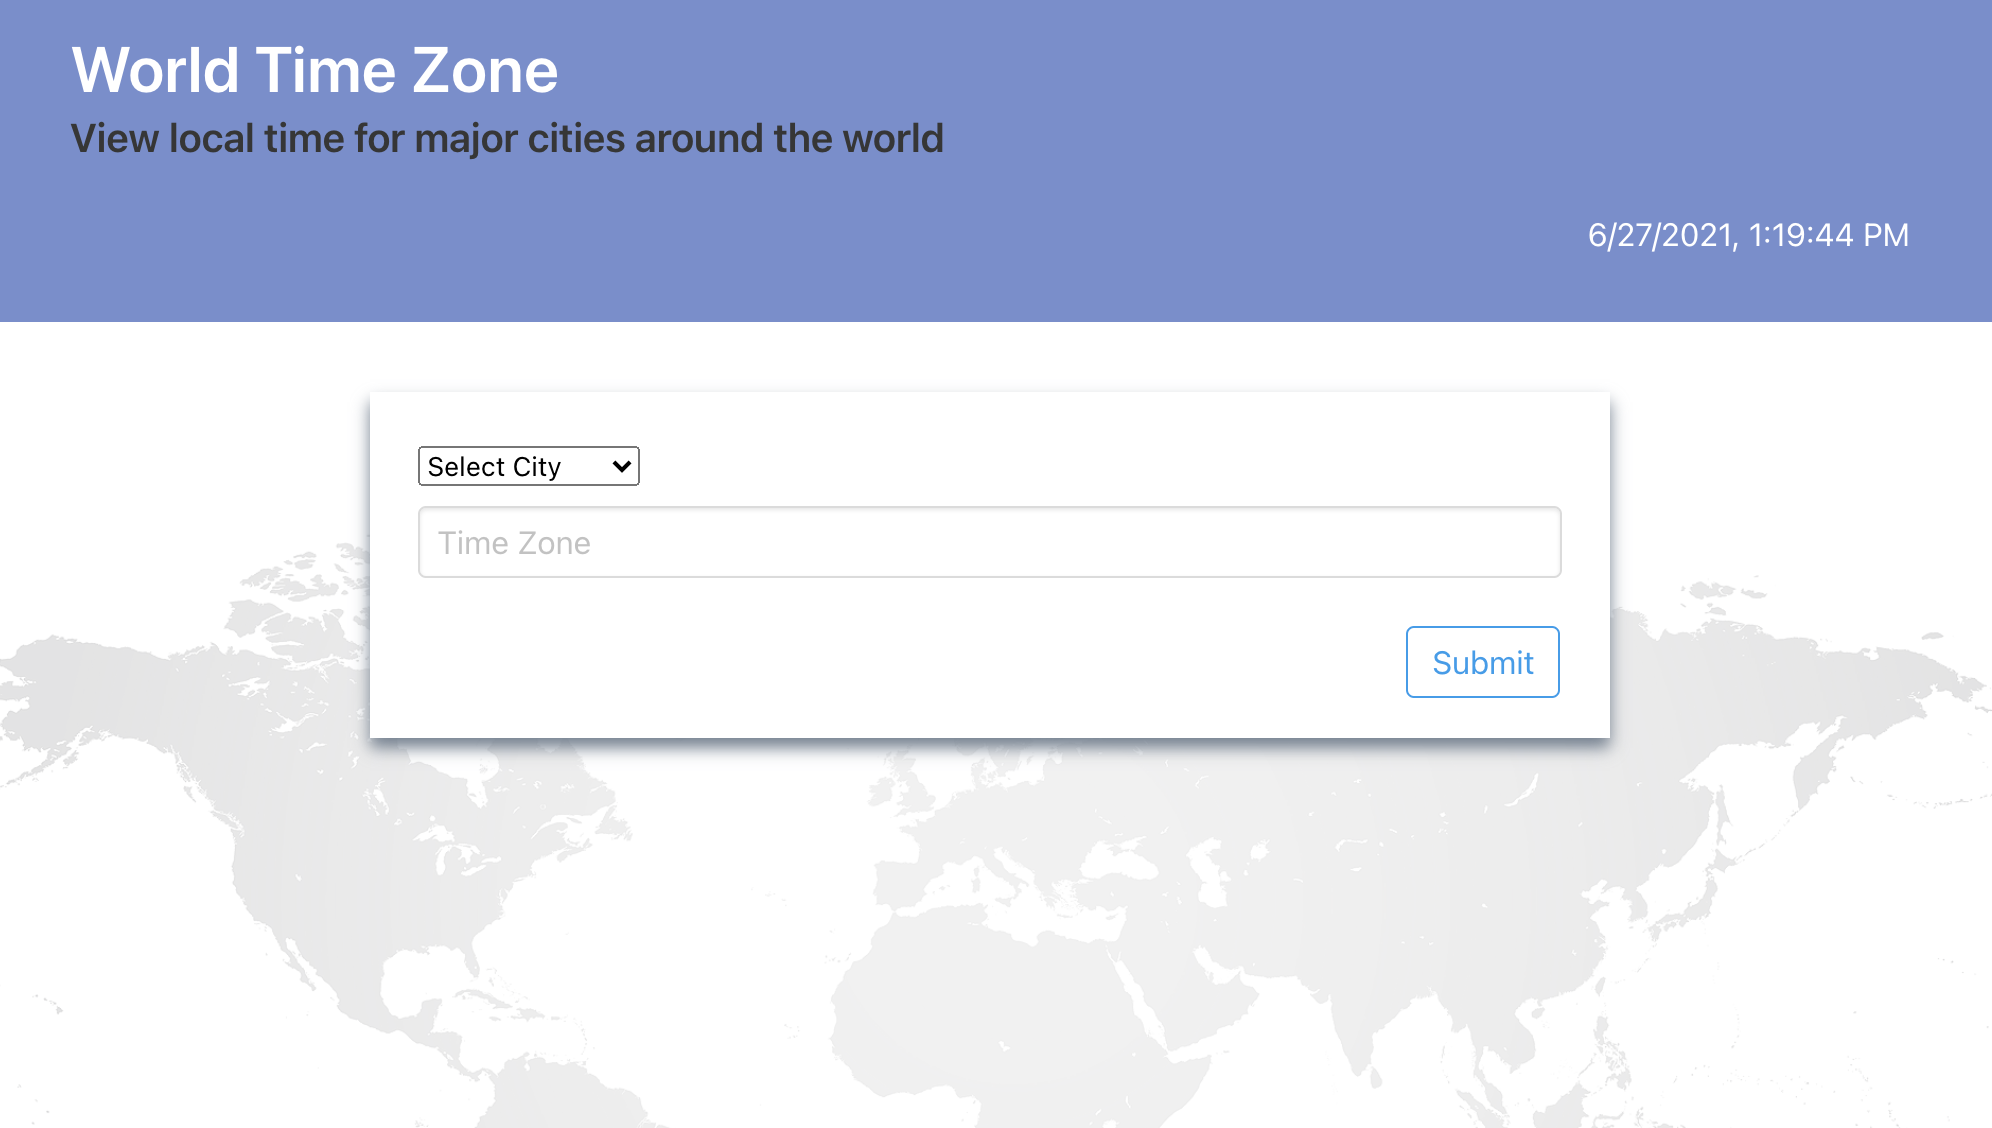 World Time Zone
View local time for major cities around the world
6/27/2021, 1:19:44 PM
Select City
Time Zone
Submit